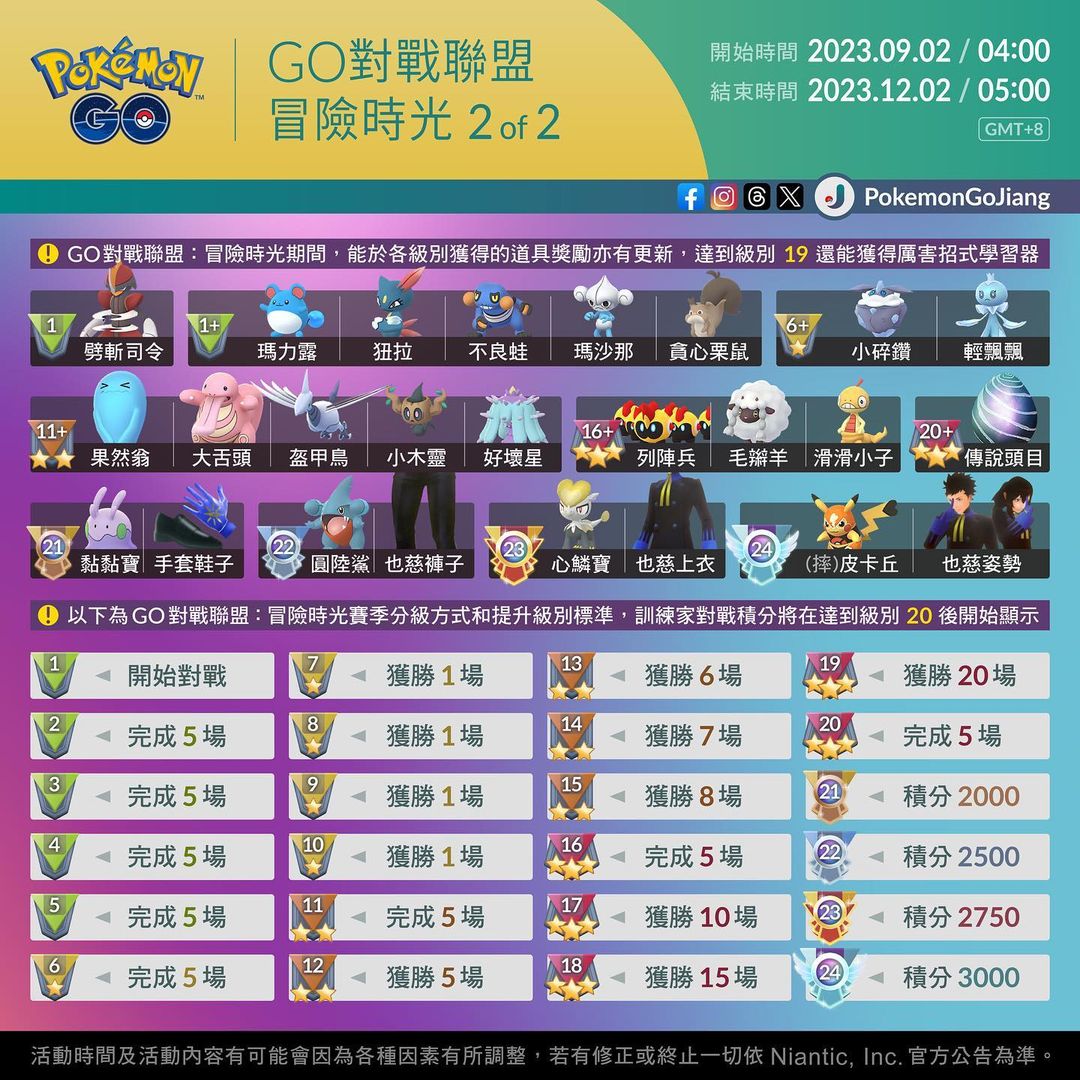 POKÉMON GO
GO對戰聯盟
冒險時光 2 of 2
開始時間 2023.09.02 / 04:00
結束時間 2023.12.02 / 05:00
GMT+8
PokemonGoJiang
GO對戰聯盟：冒險時光期間，能於各級別獲得的道具獎勵亦有更新，達到級別 19 還能獲得厲害招式學習器
1 劈斬司令
1+ 瑪力露 狃拉 不良蛙 瑪沙那 貪心栗鼠
6+ 小碎鑽 輕飄飄
11+ 果然翁 大舌頭 盔甲鳥 小木靈 好壞星
16+ 列陣兵 毛辮羊 滑滑小子
20+ 傳說頭目
21 黏黏寶 手套鞋子
22 圓陸鯊 也慈褲子
23 心鱗寶 也慈上衣
24 (摔)皮卡丘 也慈姿勢
以下為GO對戰聯盟：冒險時光賽季分級方式和提升級別標準，訓練家對戰積分將在達到級別 20 後開始顯示
1 ◄ 開始對戰
2 ◄ 完成 5 場
3 ◄ 完成 5 場
4 ◄ 完成 5 場
5 ◄ 完成 5 場
6 ◄ 完成 5 場
7 ◄ 獲勝 1 場
8 ◄ 獲勝 1 場
9 ◄ 獲勝 1 場
10 ◄ 獲勝 1 場
11 ◄ 完成 5 場
12 ◄ 獲勝 5 場
13 ◄ 獲勝 6 場
14 ◄ 獲勝 7 場
15 ◄ 獲勝 8 場
16 ◄ 完成 5 場
17 ◄ 獲勝 10 場
18 ◄ 獲勝 15 場
19 ◄ 獲勝 20 場
20 ◄ 完成 5 場
21 ◄ 積分 2000
22 ◄ 積分 2500
23 ◄ 積分 2750
24 ◄ 積分 3000
活動時間及活動內容有可能會因為各種因素有所調整，若有修正或終止一切依 Niantic, Inc. 官方公告為準。